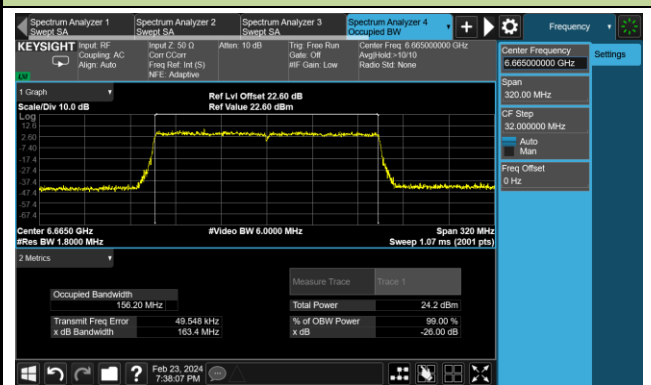 Spectrum Analyzer 1
Swept SA
Spectrum Analyzer 2
Swept SA
Spectrum Analyzer 3
Swept SA
Spectrum Analyzer 4
Occupied BW
Frequency
KEYSIGHT
Input: RF
Coupling: AC
Align: Auto
Input Z: 50 Ω
Corr CCorr
Freq Ref: Int (S)
NFE: Adaptive
Atten: 10 dB
Trig: Free Run
Gate: Off
#IF Gain: Low
Center Freq: 6.665000000 GHz
Avg|Hold:>10/10
Radio Std: None
Center Frequency
6.665000000 GHz
Settings
Span
320.00 MHz
CF Step
32.000000 MHz
Auto
Man
Freq Offset
0 Hz
1 Graph
Scale/Div 10.0 dB
Ref Lvl Offset 22.60 dB
Ref Value 22.60 dBm
Log
12.6
2.60
-7.40
-17.4
-27.4
-37.4
-47.4
-57.4
-67.4
Center 6.6650 GHz
#Res BW 1.8000 MHz
#Video BW 6.0000 MHz
Span 320 MHz
Sweep 1.07 ms (2001 pts)
2 Metrics
Measure Trace
Trace 1
Occupied Bandwidth
156.20 MHz
Total Power
24.2 dBm
Transmit Freq Error
49.548 kHz
% of OBW Power
99.00 %
x dB Bandwidth
163.4 MHz
x dB
-26.00 dB
Feb 23, 2024
7:38:07 PM